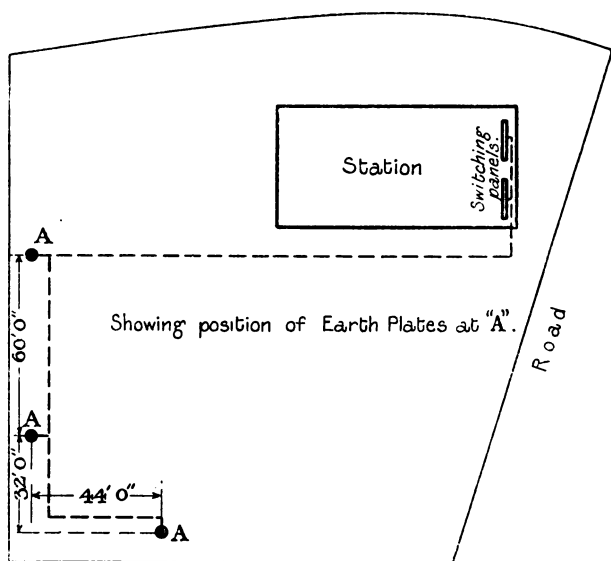 Station
Switching
panels.
A
Showing position of Earth Plates at "A".
60'0"
Road
A
32'0"
44'0"
A